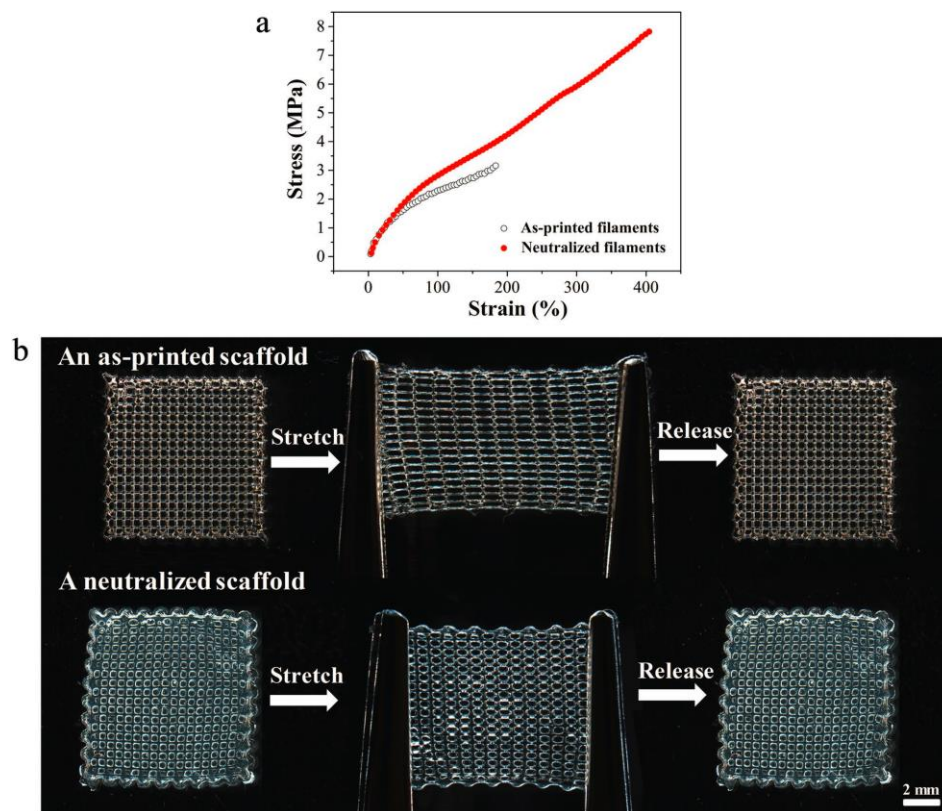 a
8
7
6
5
4
3
2
1
0
Stress (MPa)
As-printed filaments
Neutralized filaments
0 100 200 300 400
Strain (%)
b
An as-printed scaffold
Stretch
Release
A neutralized scaffold
Stretch
Release
2 mm